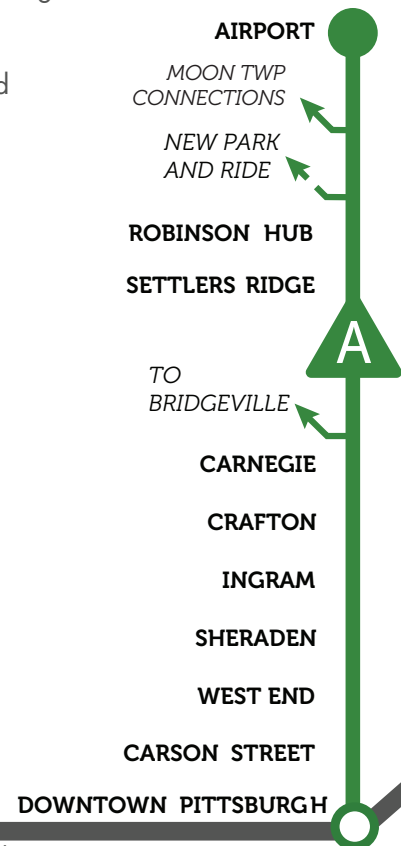 AIRPORT
MOON TWP
CONNECTIONS
NEW PARK
AND RIDE
ROBINSON HUB
SETTLERS RIDGE
A
TO
BRIDGEVILLE
CARNEGIE
CRAFTON
INGRAM
SHERADEN
WEST END
CARSON STREET
DOWNTOWN PITTSBURGH